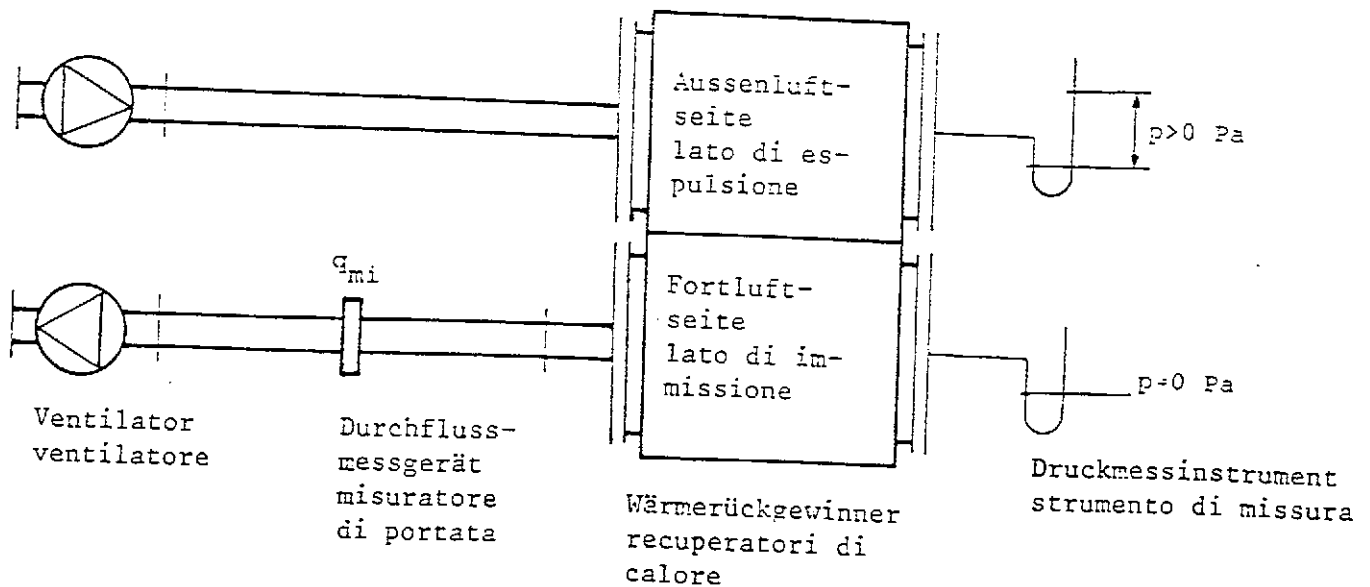 Aussenluft-
seite
lato di es-
pulsione
p>0 Pa
q_mi
Fortluft-
seite
lato di im-
missione
p=0 Pa
Ventilator
ventilatore
Durchfluss-
messgerät
misuratore
di portata
Wärmerückgewinner
recuperatori di
calore
Druckmessinstrument
strumento di missura